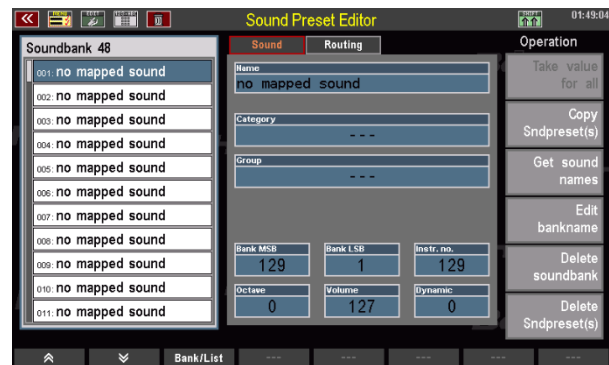 MENU
EDIT
Sound Preset Editor
SHIFT
01:49:04
Soundbank 48
001: no mapped sound
002: no mapped sound
003: no mapped sound
004: no mapped sound
005: no mapped sound
006: no mapped sound
007: no mapped sound
008: no mapped sound
009: no mapped sound
010: no mapped sound
011: no mapped sound
Sound
Routing
Name
no mapped sound
Category
---
Group
---
Bank MSB
Bank LSB
Instr. no.
129
1
129
Octave
Volume
Dynamic
0
127
0
Operation
Take value
for all
Copy
Sndpreset(s)
Get sound
names
Edit
bankname
Delete
soundbank
Delete
Sndpreset(s)
Bank/List
---
---
---
---
---